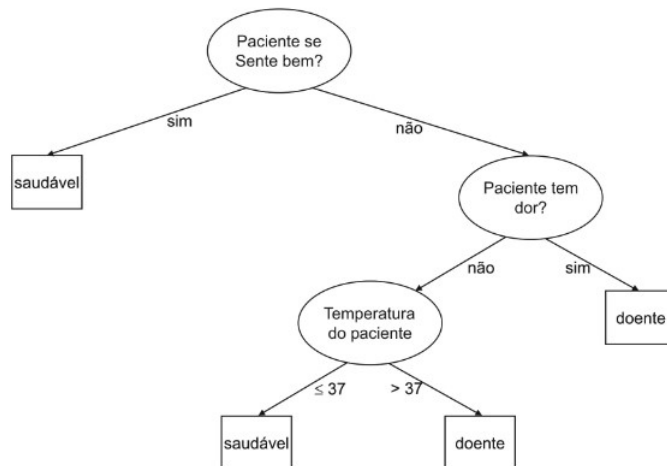 Paciente se
Sente bem?
sim
não
saudável
Paciente tem
dor?
não
sim
Temperatura
do paciente
doente
≤ 37
> 37
saudável
doente